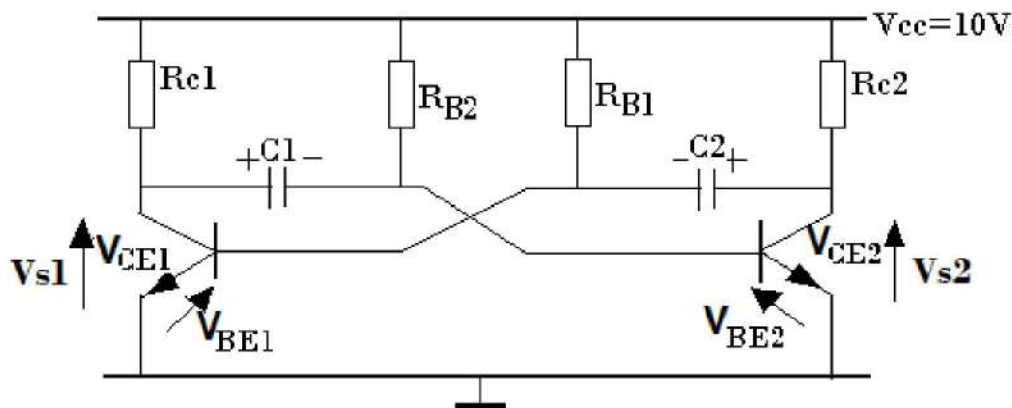 Vcc=10V
Rc1
RB2
RB1
Rc2
+C1-
-C2+
VCE1
VCE2
Vs1
Vs2
VBE1
VBE2